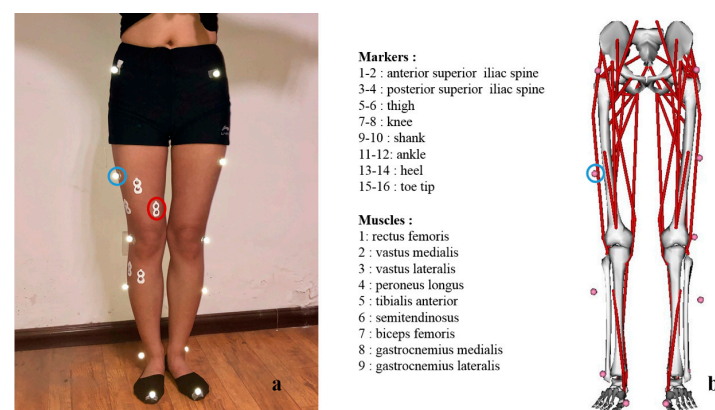 Markers :
1-2 : anterior superior iliac spine
3-4 : posterior superior iliac spine
5-6 : thigh
7-8 : knee
9-10 : shank
11-12: ankle
13-14 : heel
15-16 : toe tip
Muscles :
1: rectus femoris
2 : vastus medialis
3 : vastus lateralis
4 : peroneus longus
5 : tibialis anterior
6 : semitendinosus
7 : biceps femoris
8 : gastrocnemius medialis
9 : gastrocnemius lateralis
a
b